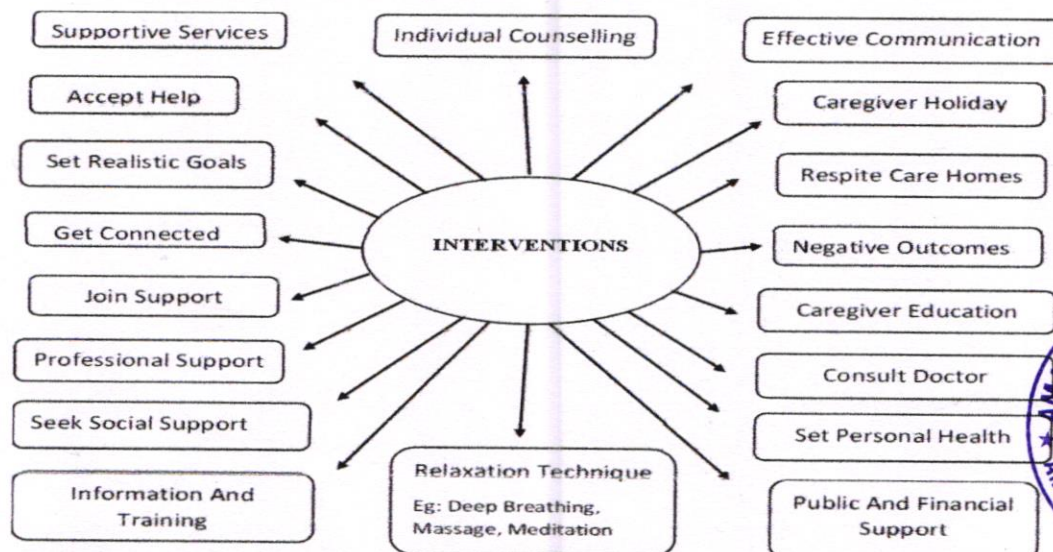 Supportive Services
Individual Counselling
Effective Communication
Accept Help
Caregiver Holiday
Set Realistic Goals
Respite Care Homes
Get Connected
INTERVENTIONS
Negative Outcomes
Join Support
Caregiver Education
Professional Support
Consult Doctor
Seek Social Support
Set Personal Health
Information And
Training
Relaxation Technique
Eg: Deep Breathing,
Massage, Meditation
Public And Financial
Support